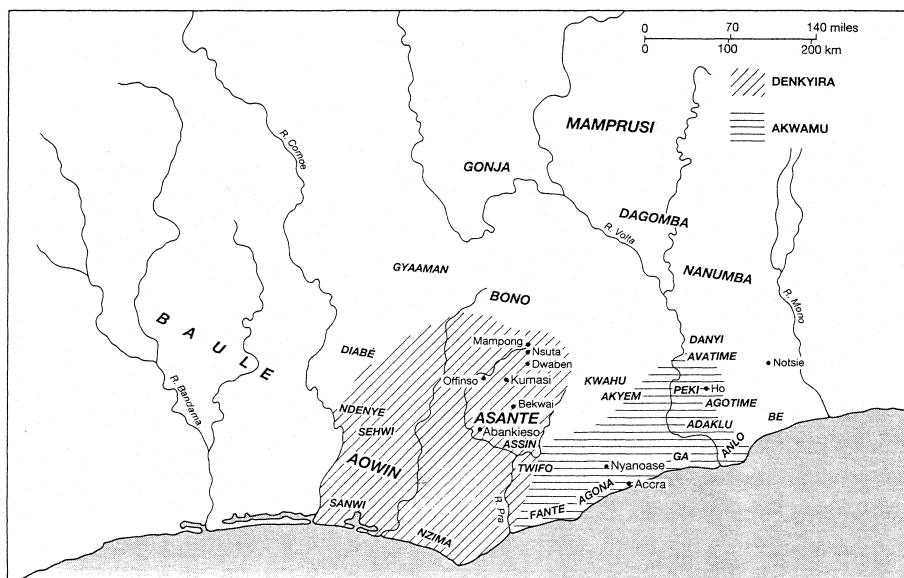 0 70 140 miles
0 100 200 km
DENKYIRA
AKWAMU
MAMPRUSI
R. Comoe
GONJA
DAGOMBA
R. Volta
GYAAMAN
NANUMBA
BONO
R. Mono
BAULE
DIABÉ
Mampong
Nsuta
Dwaben
DANYI
AVATIME
Notsie
Offinso
Kumasi
KWAHU
AKYEM
PEKI
Ho
AGOTIME
R. Bandama
NDENYE
Bekwai
ASANTE
BE
SEHWI
Abankieso
ADAKLU
ASSIN
ANLO
GA
AOWIN
TWIFO
Nyanoase
AGONA
Accra
SANWI
R. Pra
FANTE
NZIMA